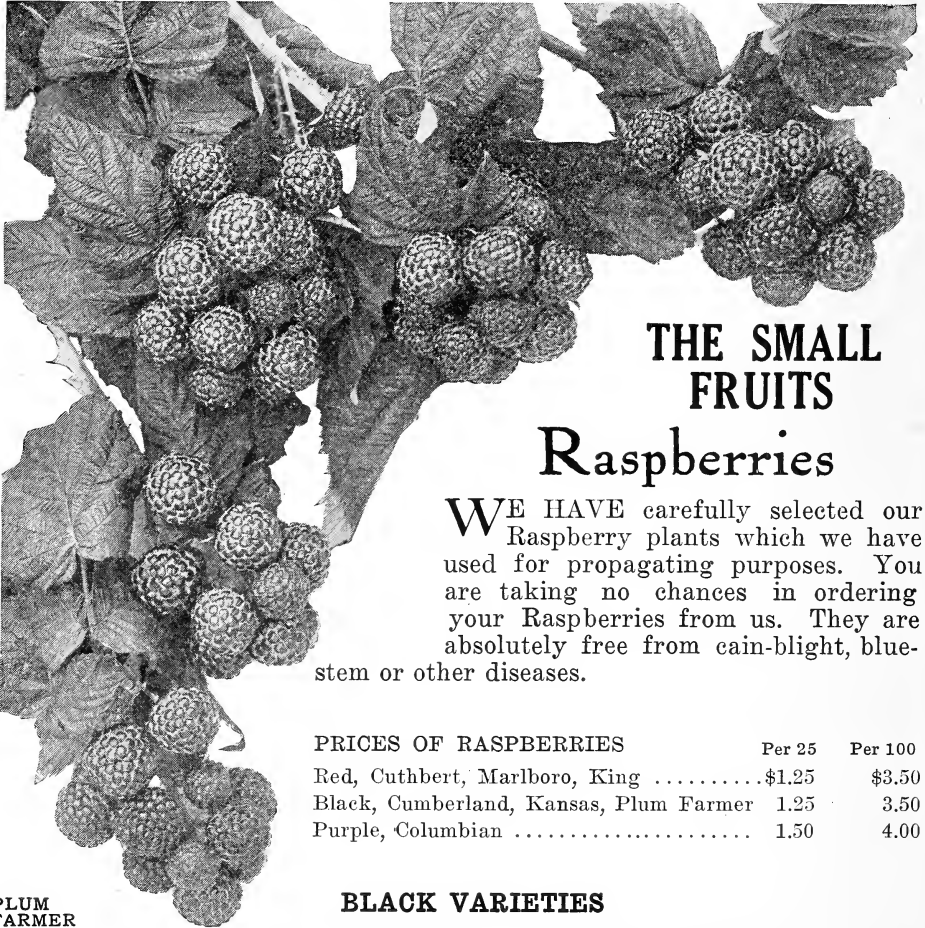 THE SMALL
FRUITS
Raspberries
WE HAVE carefully selected our
Raspberry plants which we have
used for propagating purposes. You
are taking no chances in ordering
your Raspberries from us. They are
absolutely free from cain-blight, blue-
stem or other diseases.
PRICES OF RASPBERRIES Per 25 Per 100
Red, Cuthbert, Marlboro, King ..........$1.25 $3.50
Black, Cumberland, Kansas, Plum Farmer 1.25 3.50
Purple, Columbian ........................ 1.50 4.00
PLUM
FARMER
BLACK VARIETIES